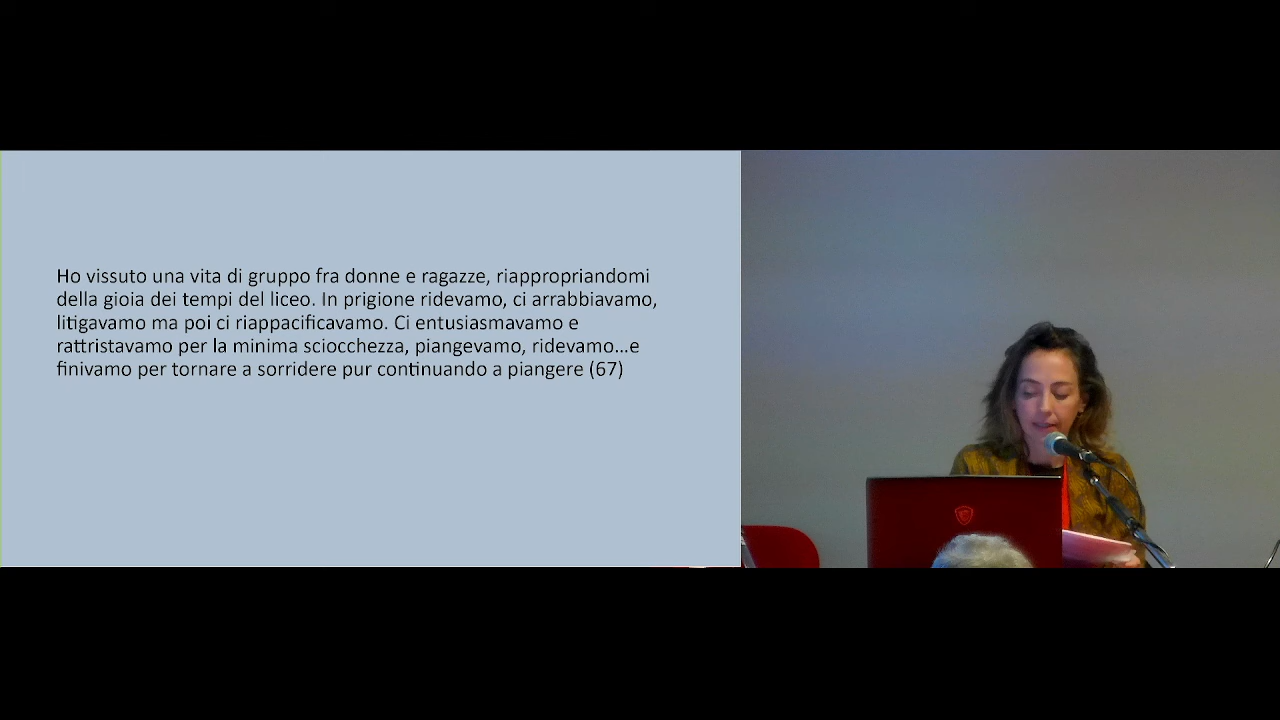 Ho vissuto una vita di gruppo fra donne e ragazze, riappropriandomi
della gioia dei tempi del liceo. In prigione ridevamo, ci arrabbiavamo,
litigavamo ma poi ci riappacificavamo. Ci entusiasmavamo e
rattristavamo per la minima sciocchezza, piangevamo, ridevamo…e
finivamo per tornare a sorridere pur continuando a piangere (67)